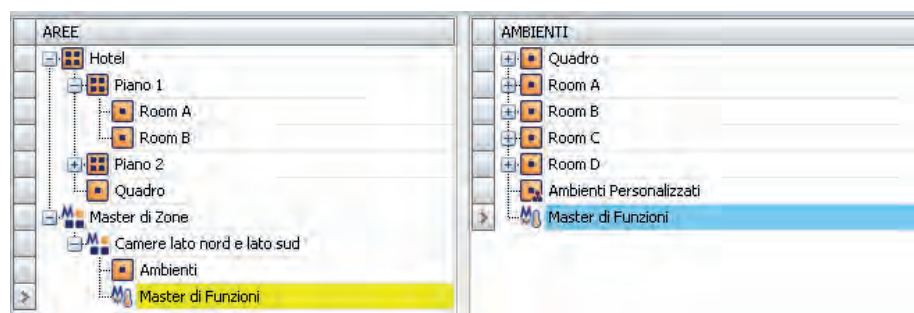 AREE
Hotel
Piano 1
Room A
Room B
Piano 2
Quadro
Master di Zone
Camere lato nord e lato sud
Ambienti
Master di Funzioni
AMBIENTI
Quadro
Room A
Room B
Room C
Room D
Ambienti Personalizzati
Master di Funzioni